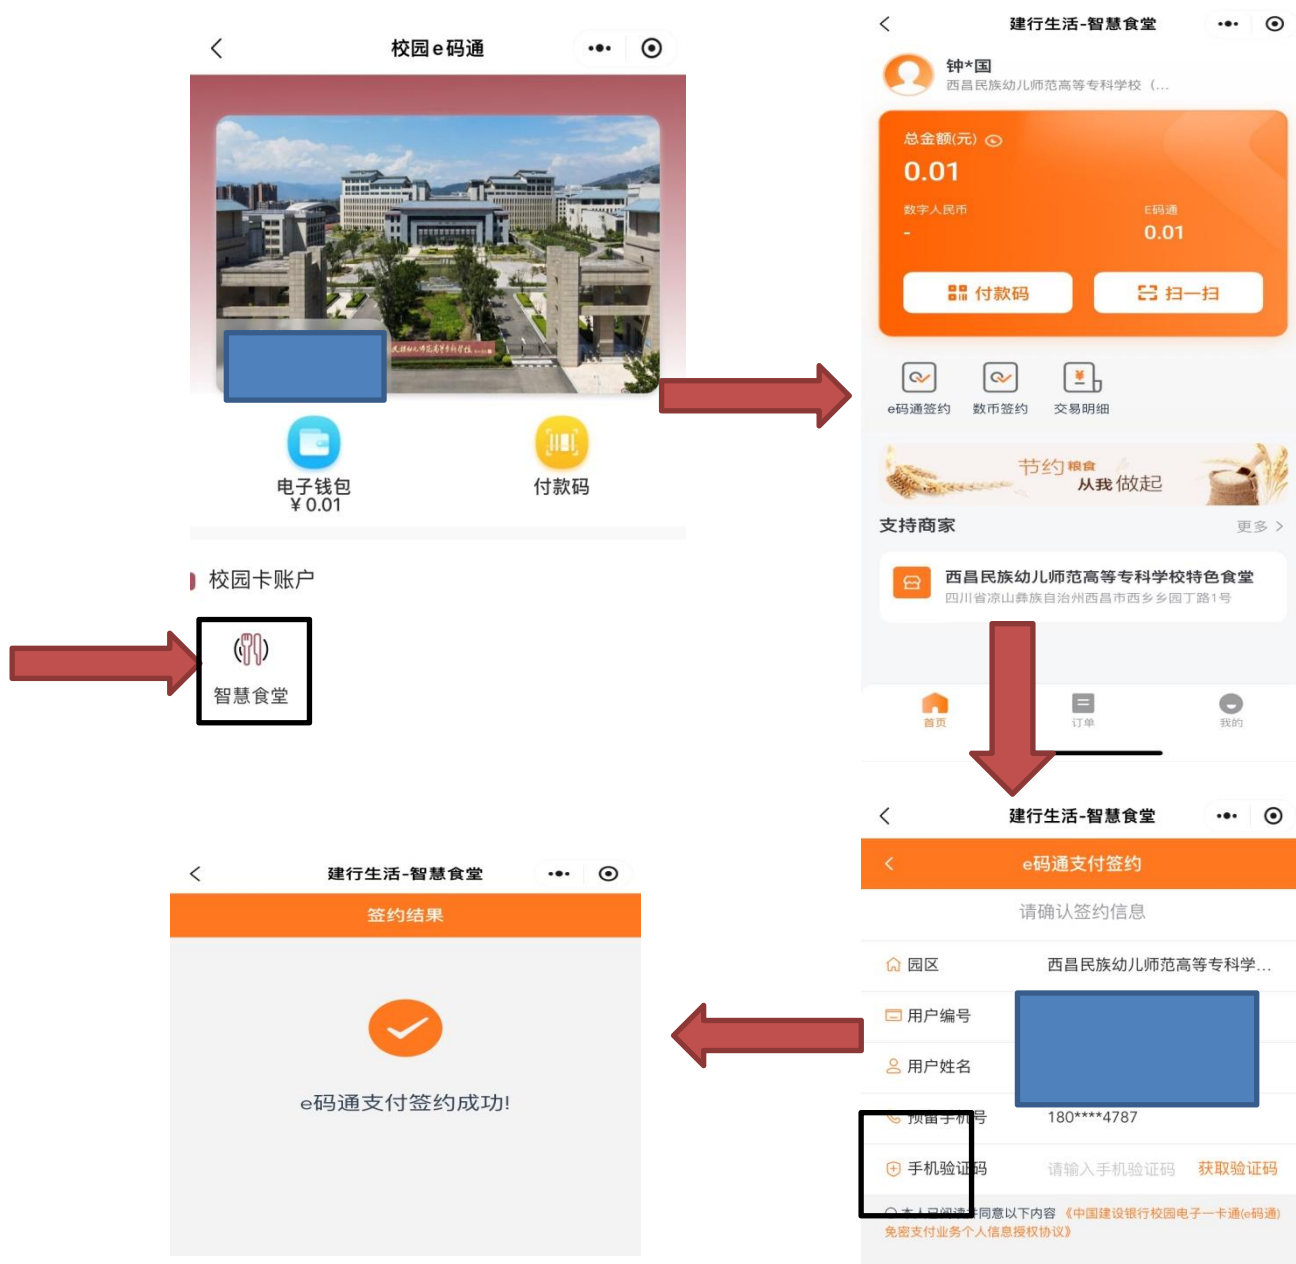 校园e码通
电子钱包
¥0.01
付款码
校园卡账户
智慧食堂
建行生活-智慧食堂
钟*国
西昌民族幼儿师范高等专科学校（...
总金额(元)
0.01
数字人民币
E码通
-
0.01
付款码
扫一扫
e码通签约
数币签约
交易明细
节约粮食
从我做起
支持商家
更多 >
西昌民族幼儿师范高等专科学校特色食堂
四川省凉山彝族自治州西昌市西乡乡园丁路1号
首页
订单
我的
建行生活-智慧食堂
e码通支付签约
请确认签约信息
园区
西昌民族幼儿师范高等专科学...
用户编号
用户姓名
预留手机号
180****4787
手机验证码
请输入手机验证码
获取验证码
本人已阅读并同意以下内容《中国建设银行校园电子一卡通(e码通)
免密支付业务个人信息授权协议》
建行生活-智慧食堂
签约结果
e码通支付签约成功!